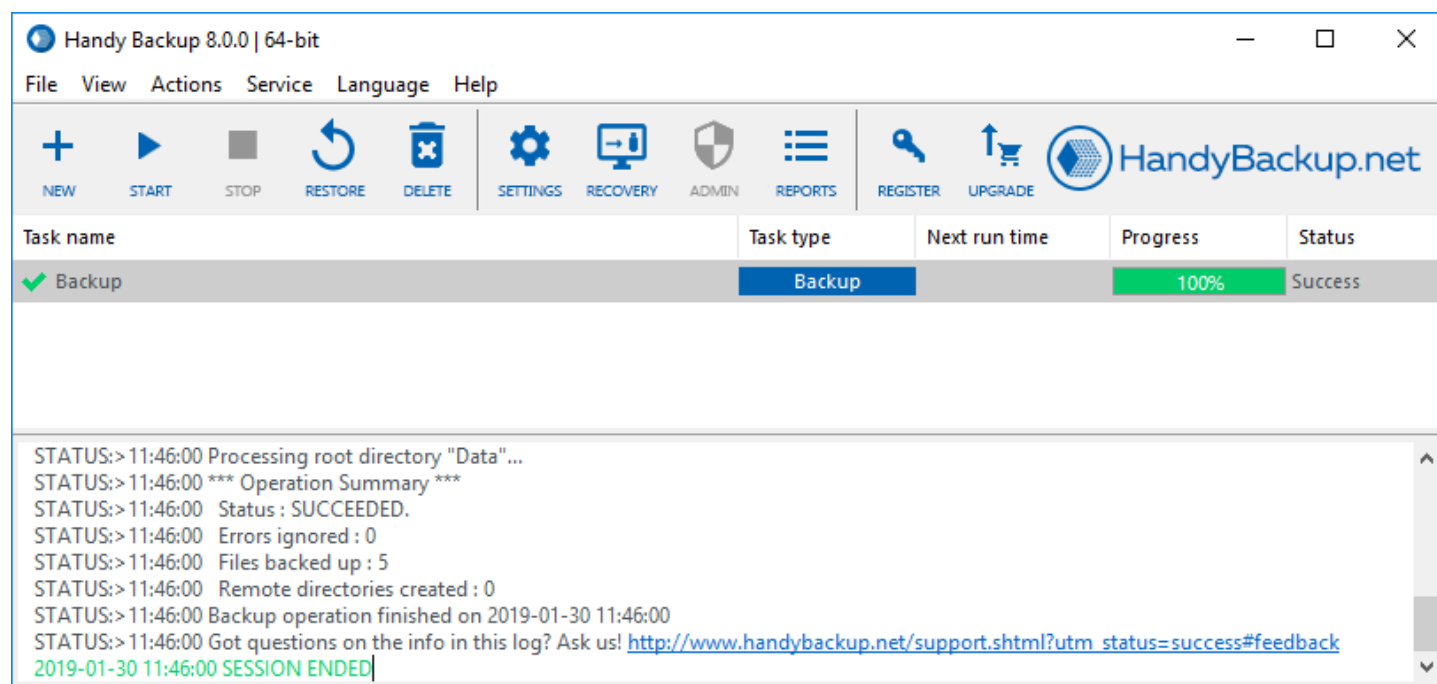 Handy Backup 8.0.0 | 64-bit
File View Actions Service Language Help
NEW START STOP RESTORE DELETE SETTINGS RECOVERY ADMIN REPORTS REGISTER UPGRADE HandyBackup.net
Task name Task type Next run time Progress Status
Backup Backup 100% Success
STATUS:>11:46:00 Processing root directory "Data"...
STATUS:>11:46:00 *** Operation Summary ***
STATUS:>11:46:00 Status : SUCCEEDED.
STATUS:>11:46:00 Errors ignored : 0
STATUS:>11:46:00 Files backed up : 5
STATUS:>11:46:00 Remote directories created : 0
STATUS:>11:46:00 Backup operation finished on 2019-01-30 11:46:00
STATUS:>11:46:00 Got questions on the info in this log? Ask us! http://www.handybackup.net/support.shtml?utm_status=success#feedback
2019-01-30 11:46:00 SESSION ENDED